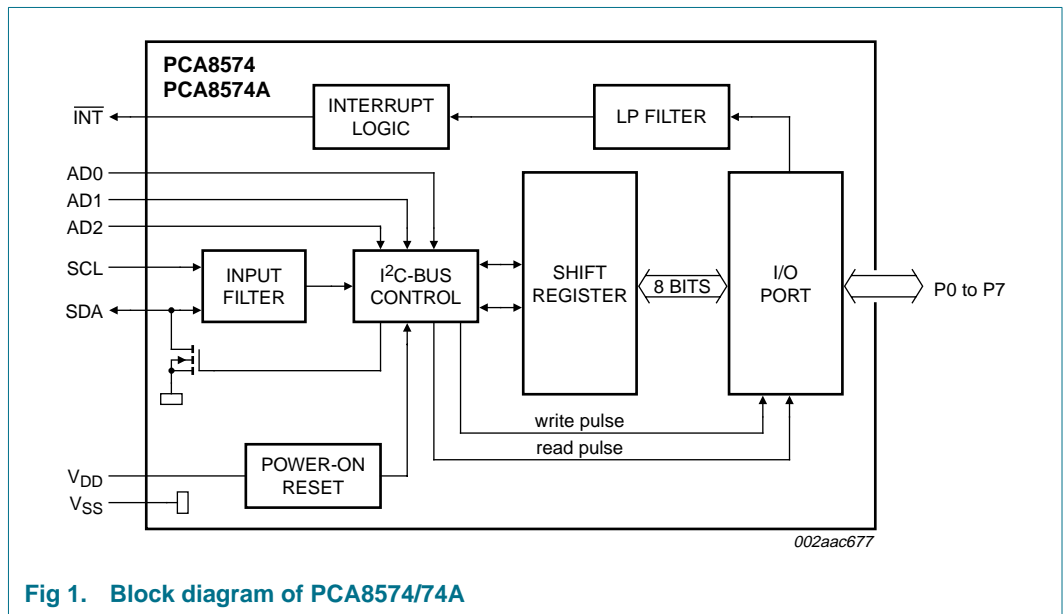 PCA8574
PCA8574A
INT
INTERRUPT
LOGIC
LP FILTER
AD0
AD1
AD2
SCL
SDA
INPUT
FILTER
I²C-BUS
CONTROL
SHIFT
REGISTER
8 BITS
I/O
PORT
P0 to P7
write pulse
read pulse
POWER-ON
RESET
VDD
VSS
002aac677
Fig 1. Block diagram of PCA8574/74A